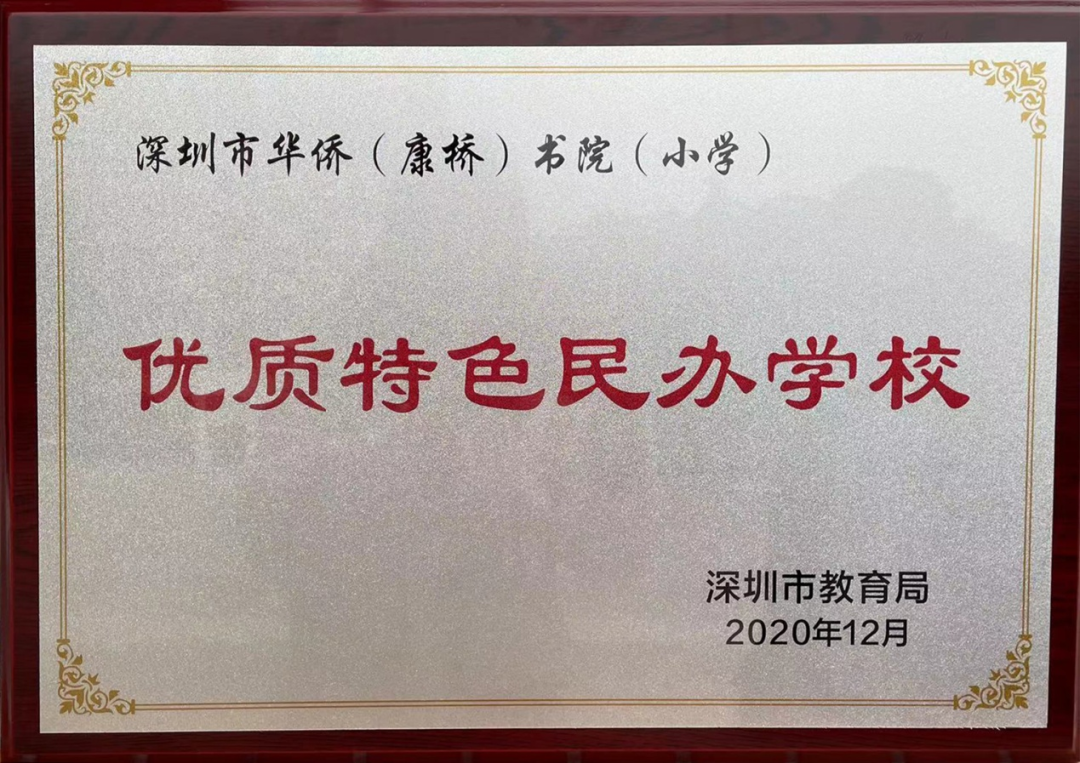 深圳市华侨（康桥）书院（小学）
优质特色民办学校
深圳市教育局
2020年12月